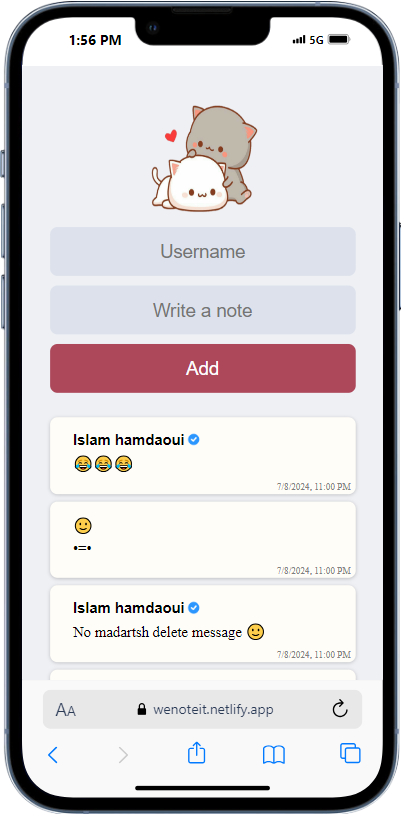 1:56 PM
5G
Username
Write a note
Add
Islam hamdaoui
😂😂😂
7/8/2024, 11:00 PM
🙂
•=•
7/8/2024, 11:00 PM
Islam hamdaoui
No madartsh delete message 🙂
7/8/2024, 11:00 PM
AA
wenoteit.netlify.app